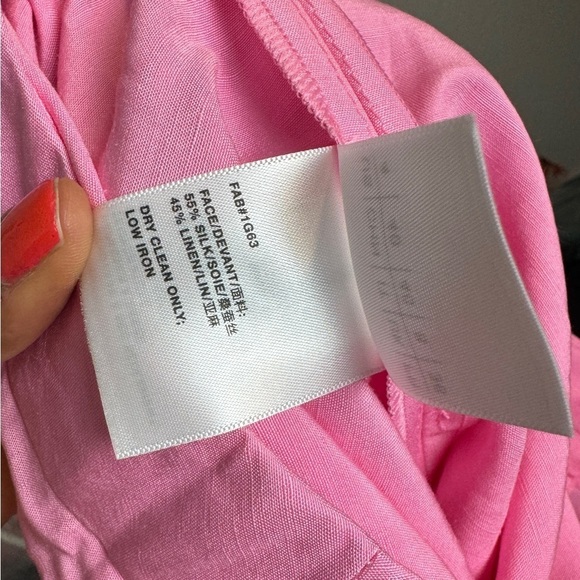 FAB#1G63
FACE/DEVANT/面料:
55% SILK/SOIE/桑蚕丝
45% LINEN/LIN/亚麻
DRY CLEAN ONLY;
LOW IRON